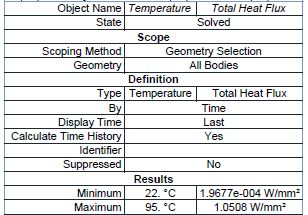 Object Name Temperature Total Heat Flux
State Solved
Scope
Scoping Method Geometry Selection
Geometry All Bodies
Definition
Type Temperature Total Heat Flux
By Time
Display Time Last
Calculate Time History Yes
Identifier
Suppressed No
Results
Minimum 22. °C 1.9677e-004 W/mm²
Maximum 95. °C 1.0508 W/mm²